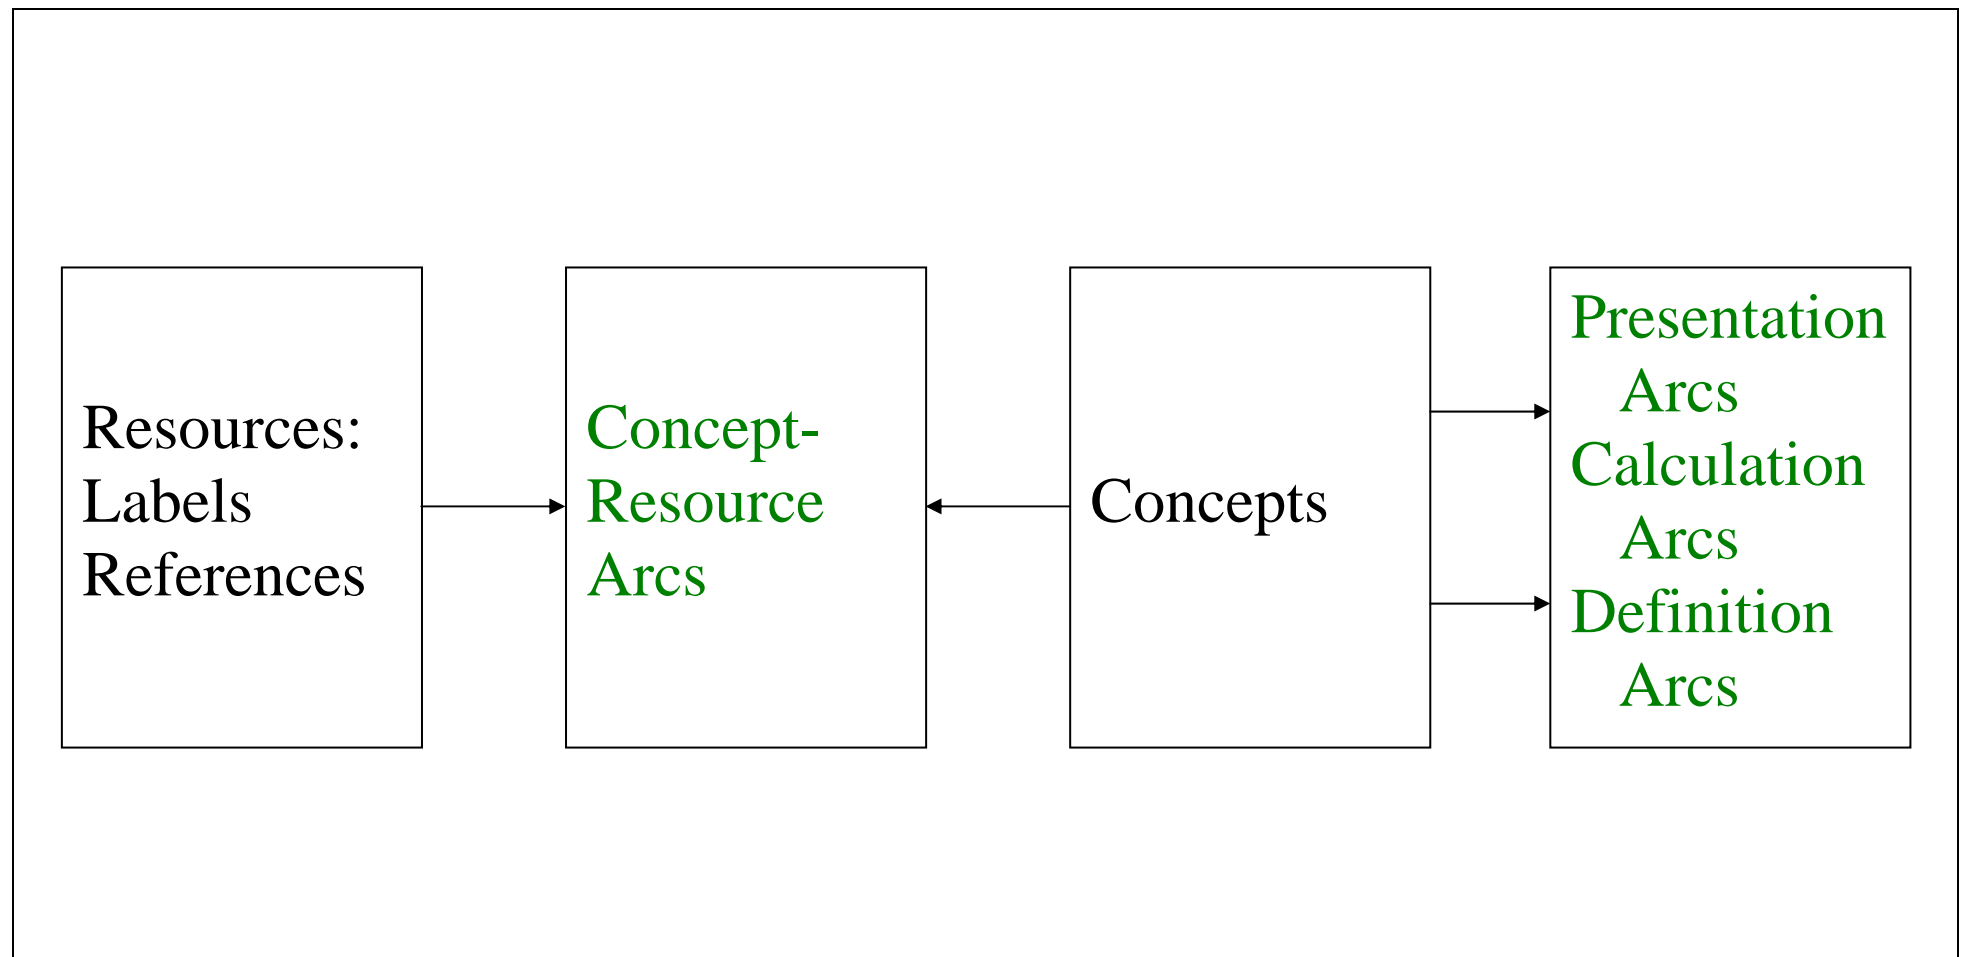 Resources:
Labels
References
Concept-
Resource
Arcs
Concepts
Presentation
Arcs
Calculation
Arcs
Definition
Arcs